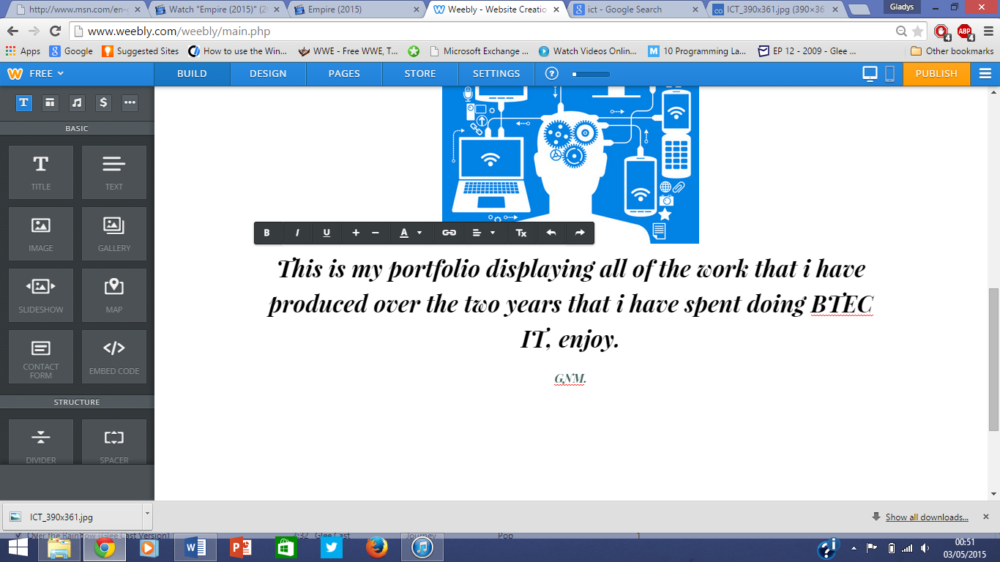 http://www.msn.com/en-g
Watch "Empire (2015)" (2
Empire (2015)
Weebly - Website Creatio
ict - Google Search
ICT_390x361.jpg (390×36
Gladys
www.weebly.com/weebly/main.php
4
ABP
4
Apps
Google
Suggested Sites
How to use the Win...
WWE - Free WWE, T...
Microsoft Exchange ...
Watch Videos Onlin...
10 Programming La...
EP 12 - 2009 - Glee ...
Other bookmarks
FREE
BUILD
DESIGN
PAGES
STORE
SETTINGS
?
PUBLISH
T
$
BASIC
TITLE
TEXT
IMAGE
GALLERY
SLIDESHOW
MAP
CONTACT
FORM
EMBED CODE
STRUCTURE
DIVIDER
SPACER
B I U + − A Tx
This is my portfolio displaying all of the work that i have
produced over the two years that i have spent doing BTEC
IT, enjoy.
GNM.
ICT_390x361.jpg
Show all downloads...
Over the Rainbow (Glee Cast Version)
2:32
Glee Cast
Journey
Pop
1
00:51
03/05/2015